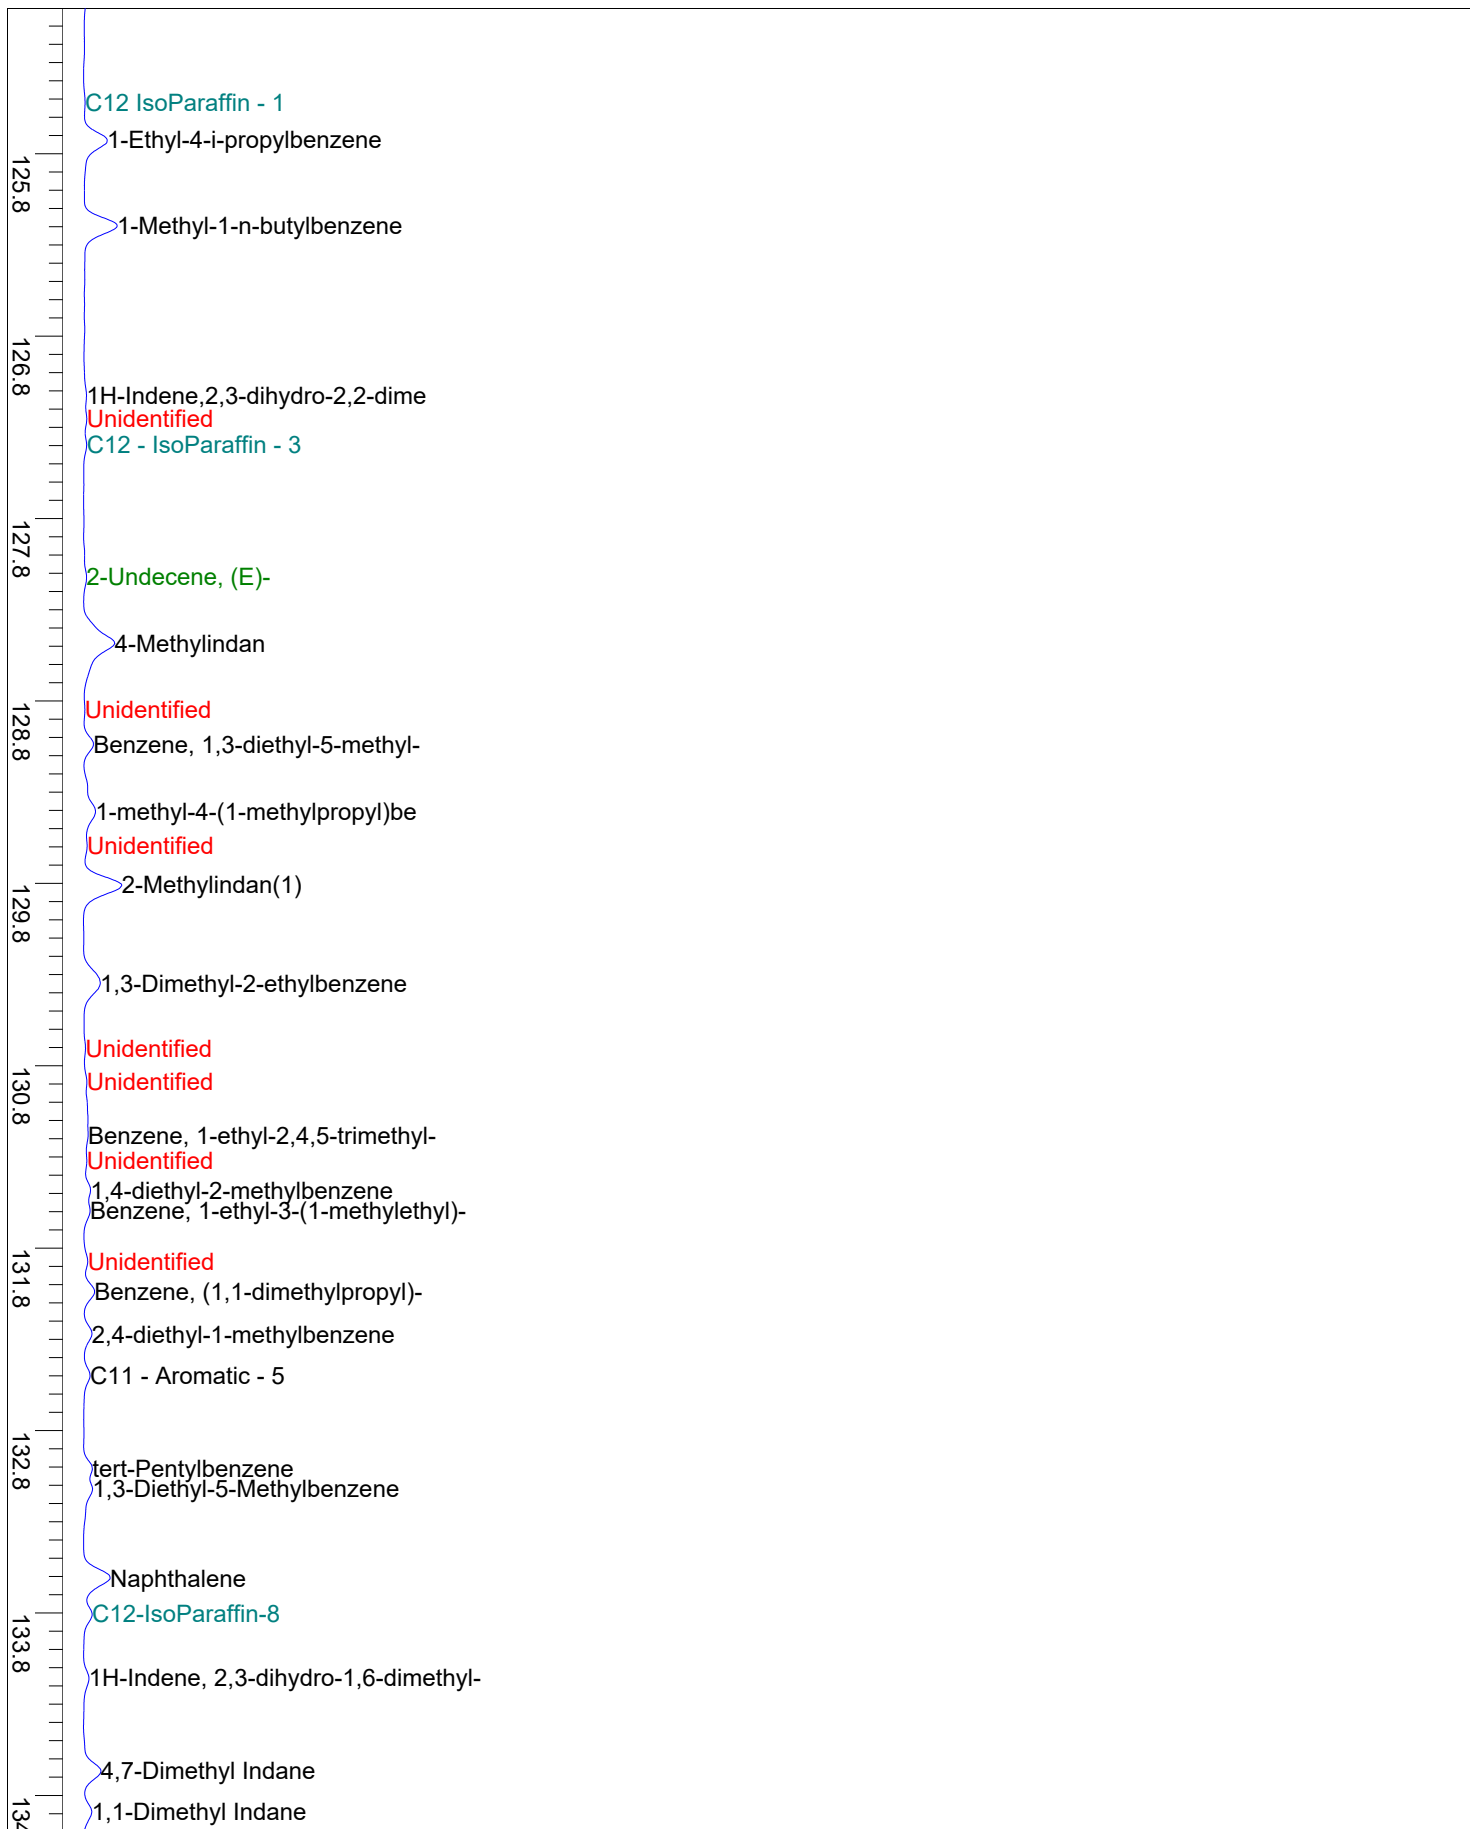 C12 IsoParaffin - 1
1-Ethyl-4-i-propylbenzene
125.8
1-Methyl-1-n-butylbenzene
126.8
1H-Indene,2,3-dihydro-2,2-dime
Unidentified
C12 - IsoParaffin - 3
127.8
2-Undecene, (E)-
4-Methylindan
Unidentified
128.8
Benzene, 1,3-diethyl-5-methyl-
1-methyl-4-(1-methylpropyl)be
Unidentified
2-Methylindan(1)
129.8
1,3-Dimethyl-2-ethylbenzene
Unidentified
Unidentified
130.8
Benzene, 1-ethyl-2,4,5-trimethyl-
Unidentified
1,4-diethyl-2-methylbenzene
Benzene, 1-ethyl-3-(1-methylethyl)-
Unidentified
131.8
Benzene, (1,1-dimethylpropyl)-
2,4-diethyl-1-methylbenzene
C11 - Aromatic - 5
132.8
tert-Pentylbenzene
1,3-Diethyl-5-Methylbenzene
Naphthalene
C12-IsoParaffin-8
133.8
1H-Indene, 2,3-dihydro-1,6-dimethyl-
4,7-Dimethyl Indane
1,1-Dimethyl Indane